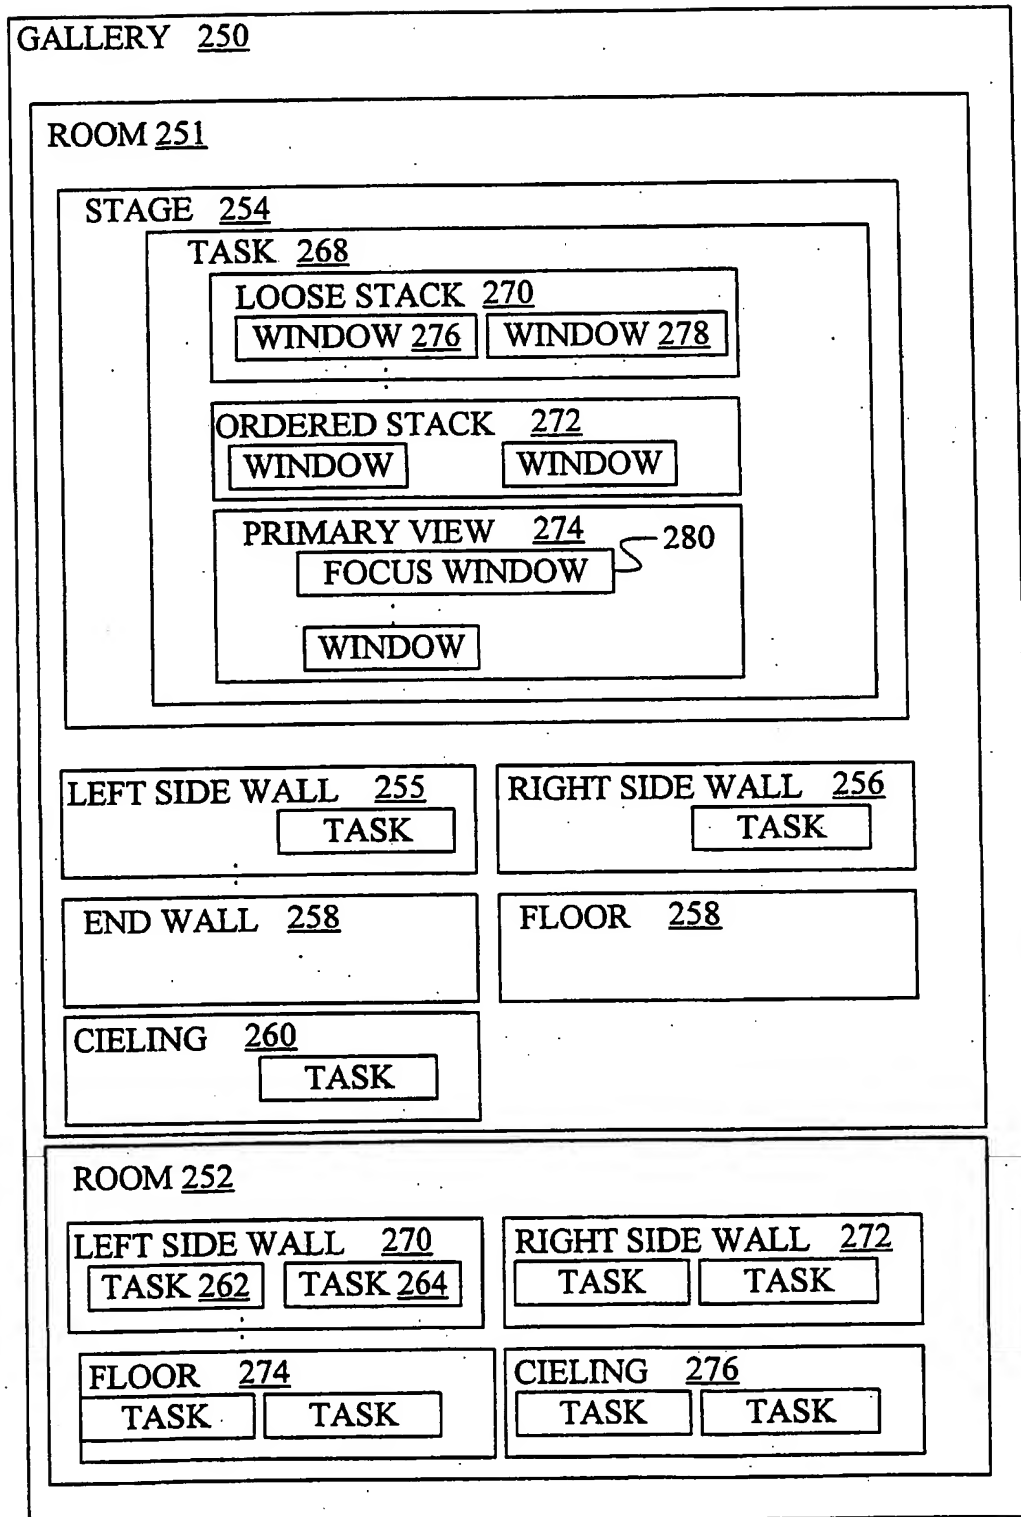 GALLERY 250
ROOM 251
STAGE 254
TASK 268
LOOSE STACK 270
WINDOW 276 WINDOW 278
ORDERED STACK 272
WINDOW WINDOW
PRIMARY VIEW 274 280
FOCUS WINDOW
WINDOW
LEFT SIDE WALL 255 RIGHT SIDE WALL 256
TASK TASK
END WALL 258 FLOOR 258
CIELING 260
TASK
ROOM 252
LEFT SIDE WALL 270 RIGHT SIDE WALL 272
TASK 262 TASK 264 TASK TASK
FLOOR 274 CIELING 276
TASK TASK TASK TASK